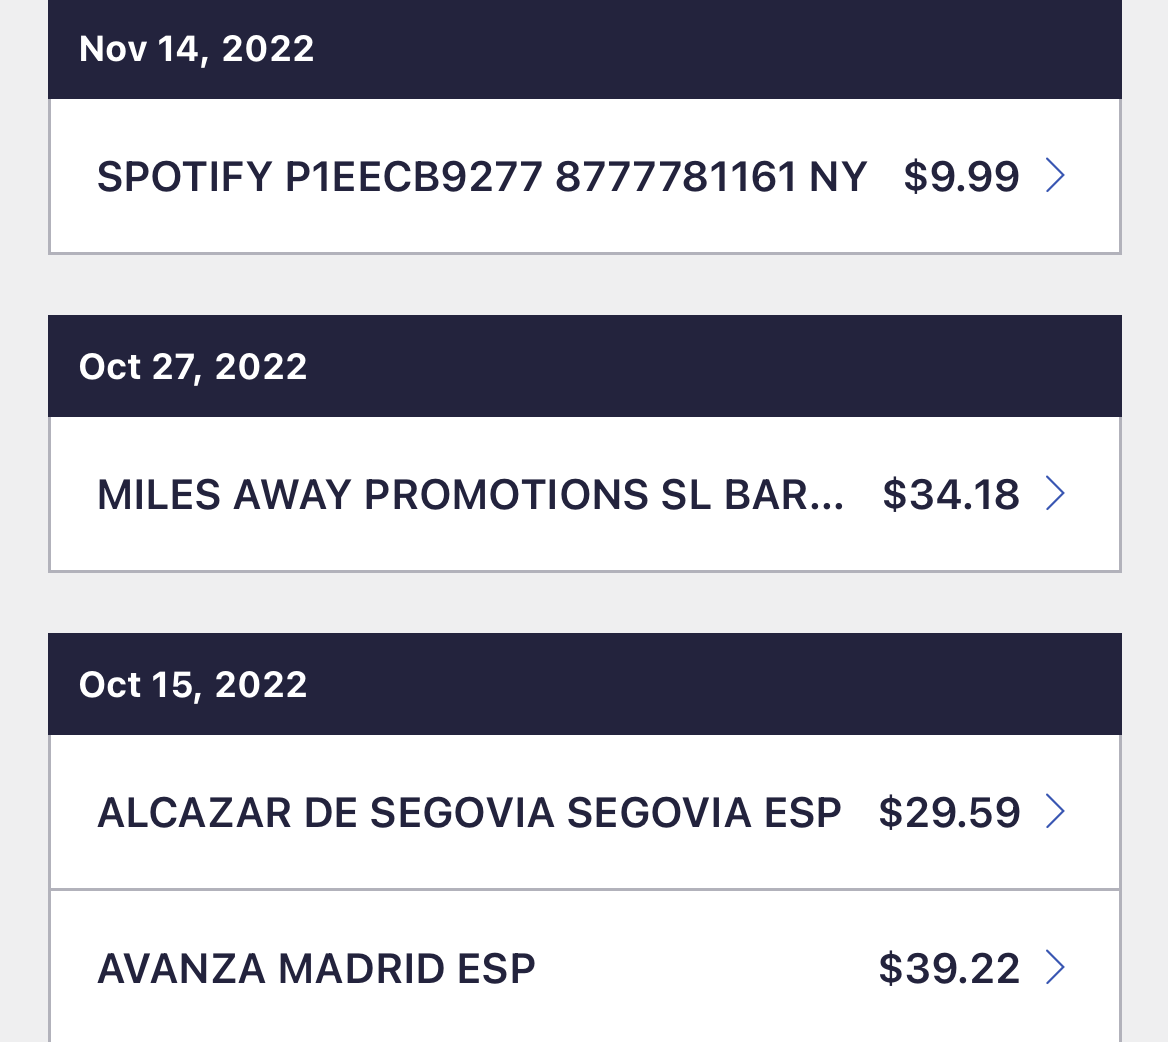 Nov 14, 2022
SPOTIFY P1EECB9277 8777781161 NY $9.99
Oct 27, 2022
MILES AWAY PROMOTIONS SL BAR... $34.18
Oct 15, 2022
ALCAZAR DE SEGOVIA SEGOVIA ESP $29.59
AVANZA MADRID ESP $39.22